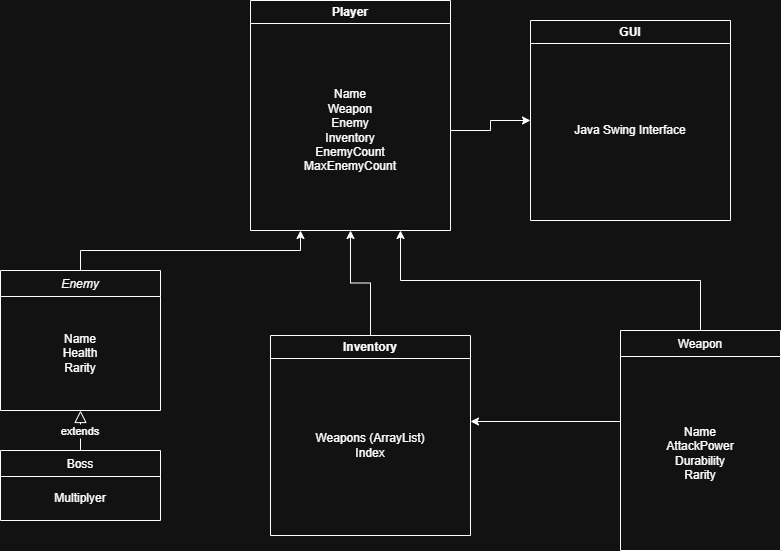 Player
Name
Weapon
Enemy
Inventory
EnemyCount
MaxEnemyCount
GUI
Java Swing Interface
Enemy
Name
Health
Rarity
extends
Boss
Multiplyer
Inventory
Weapons (ArrayList)
Index
Weapon
Name
AttackPower
Durability
Rarity